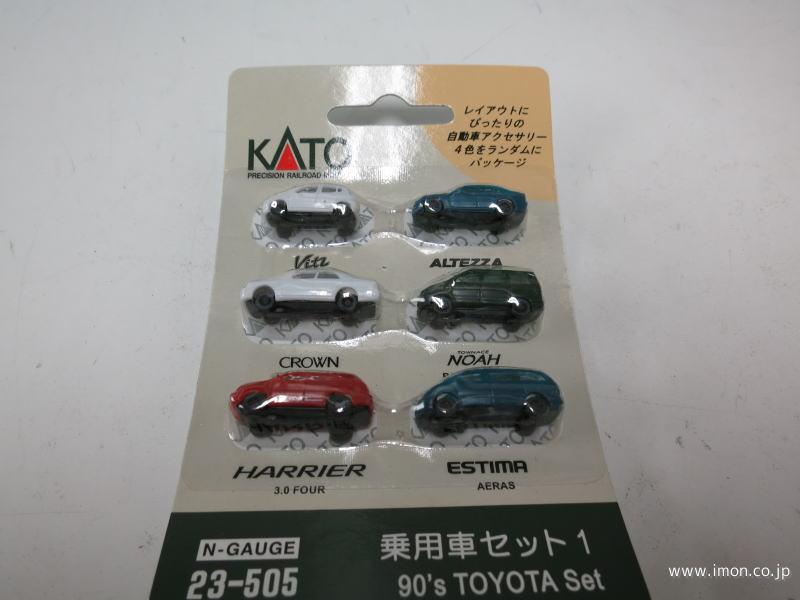 レイアウトに
ぴったりの
自動車アクセサリー
4色をランダムに
パッケージ
KATO
PRECISION RAILROAD
Vitz
ALTEZZA
CROWN
TOWNACE
NOAH
HARRIER
3.0 FOUR
ESTIMA
AERAS
N-GAUGE
23-505
乗用車セット1
90's TOYOTA Set
www.imon.co.jp